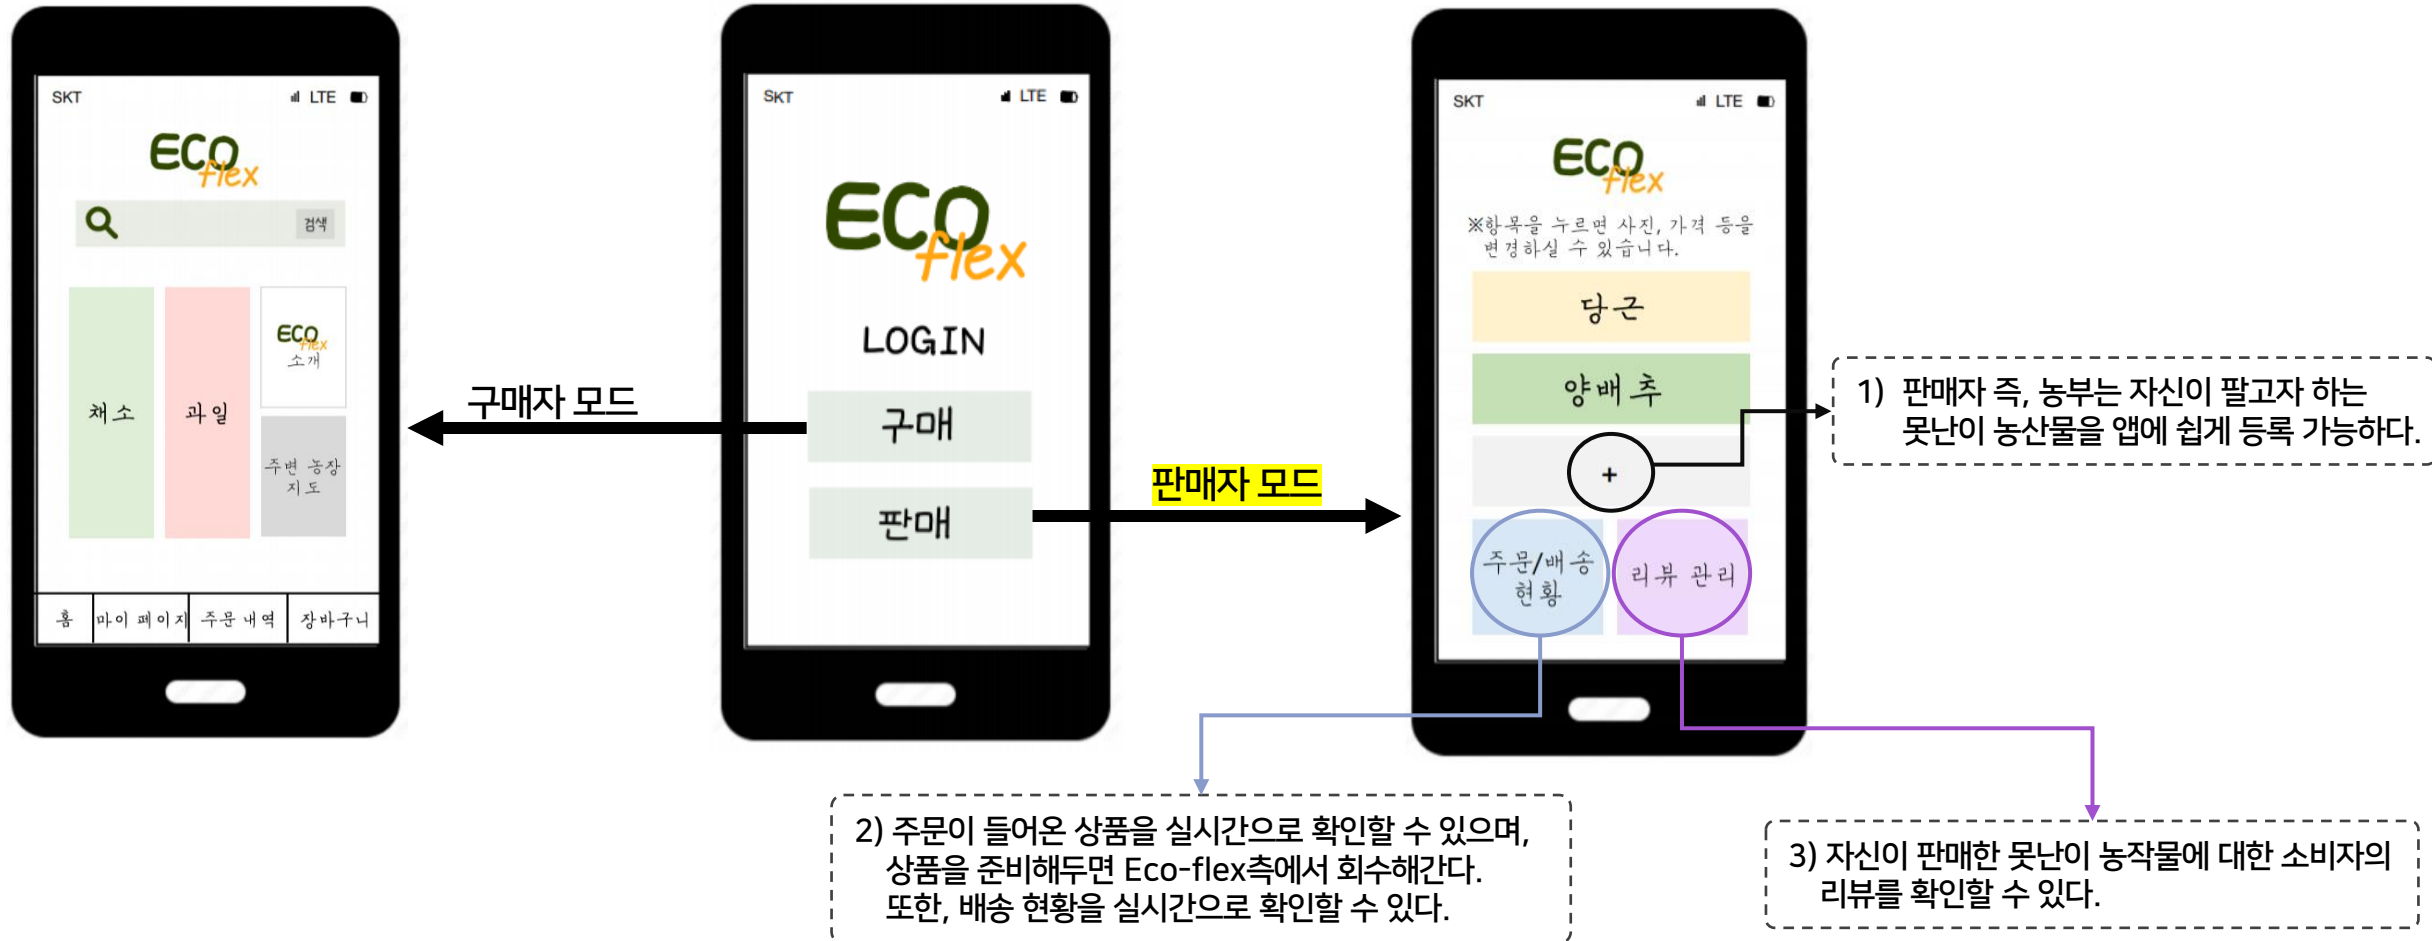 SKT LTE
ECO
flex
검색
채소
과일
ECO
flex
소개
주변 농장
지도
홈 마이 페이지 주문 내역 장바구니
구매자 모드
SKT LTE
ECO
flex
LOGIN
구매
판매
판매자 모드
SKT LTE
ECO
flex
※항목을 누르면 사진, 가격 등을
변경하실 수 있습니다.
당근
양배추
+
주문/배송
현황
리뷰 관리
1) 판매자 즉, 농부는 자신이 팔고자 하는
못난이 농산물을 앱에 쉽게 등록 가능하다.
2) 주문이 들어온 상품을 실시간으로 확인할 수 있으며,
상품을 준비해두면 Eco-flex측에서 회수해간다.
또한, 배송 현황을 실시간으로 확인할 수 있다.
3) 자신이 판매한 못난이 농작물에 대한 소비자의
리뷰를 확인할 수 있다.